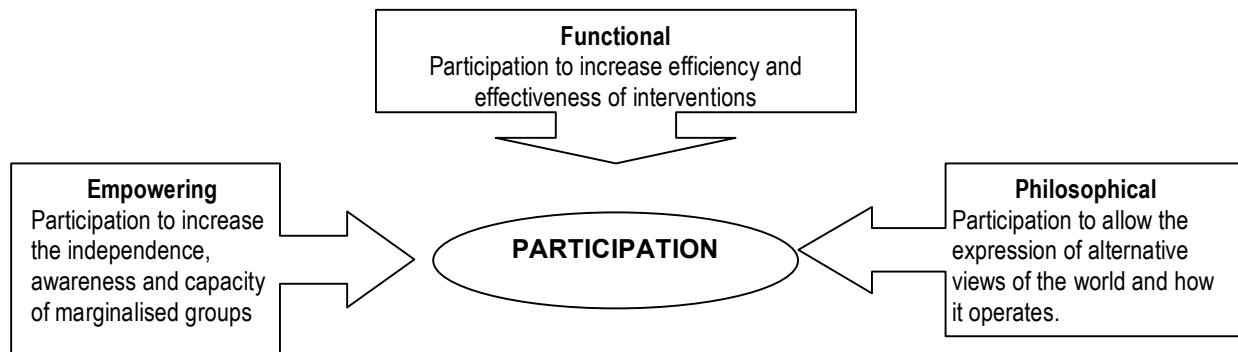 Functional
Participation to increase efficiency and
effectiveness of interventions
Empowering
Participation to increase
the independence,
awareness and capacity
of marginalised groups
PARTICIPATION
Philosophical
Participation to allow the
expression of alternative
views of the world and how
it operates.